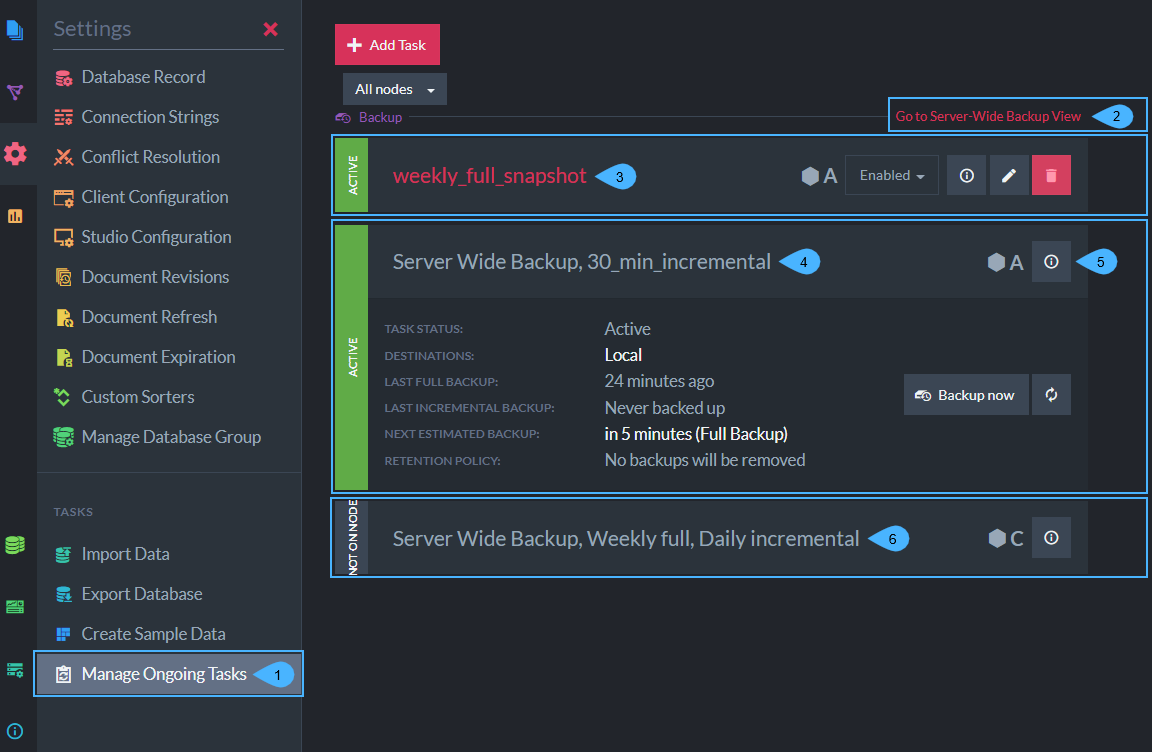 Settings
Database Record
Connection Strings
Conflict Resolution
Client Configuration
Studio Configuration
Document Revisions
Document Refresh
Document Expiration
Custom Sorters
Manage Database Group
TASKS
Import Data
Export Database
Create Sample Data
Manage Ongoing Tasks 1
Add Task
All nodes
Backup
Go to Server-Wide Backup View 2
ACTIVE
weekly_full_snapshot 3
A Enabled
ACTIVE
Server Wide Backup, 30_min_incremental 4
A 5
TASK STATUS: Active
DESTINATIONS: Local
LAST FULL BACKUP: 24 minutes ago
LAST INCREMENTAL BACKUP: Never backed up
NEXT ESTIMATED BACKUP: in 5 minutes (Full Backup)
RETENTION POLICY: No backups will be removed
Backup now
NOT ON NODE
Server Wide Backup, Weekly full, Daily incremental 6
C